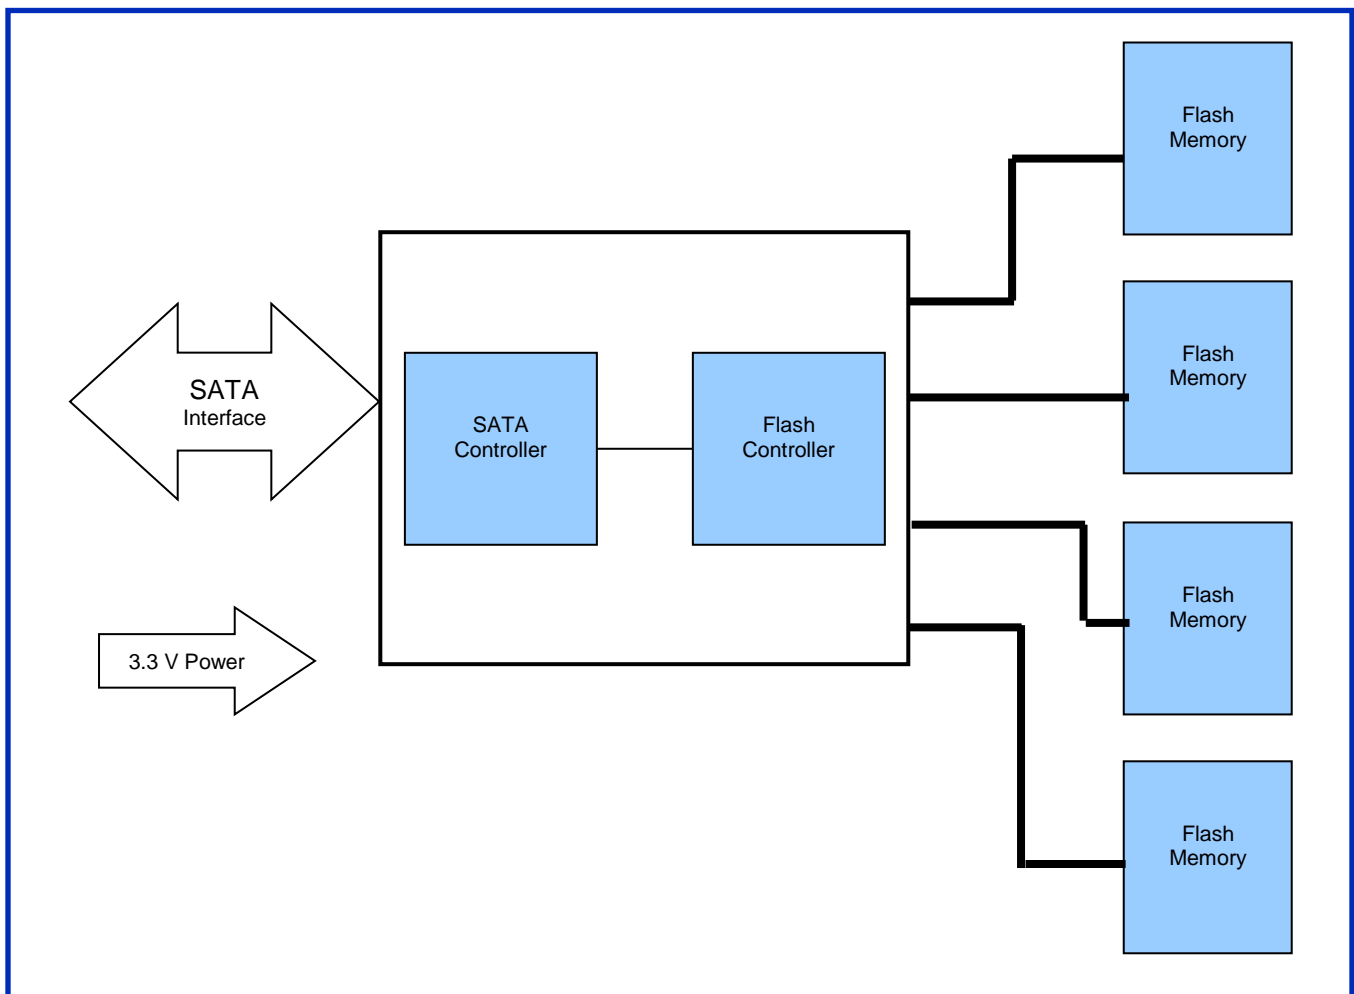 SATA
Interface
3.3 V Power
SATA
Controller
Flash
Controller
Flash
Memory
Flash
Memory
Flash
Memory
Flash
Memory